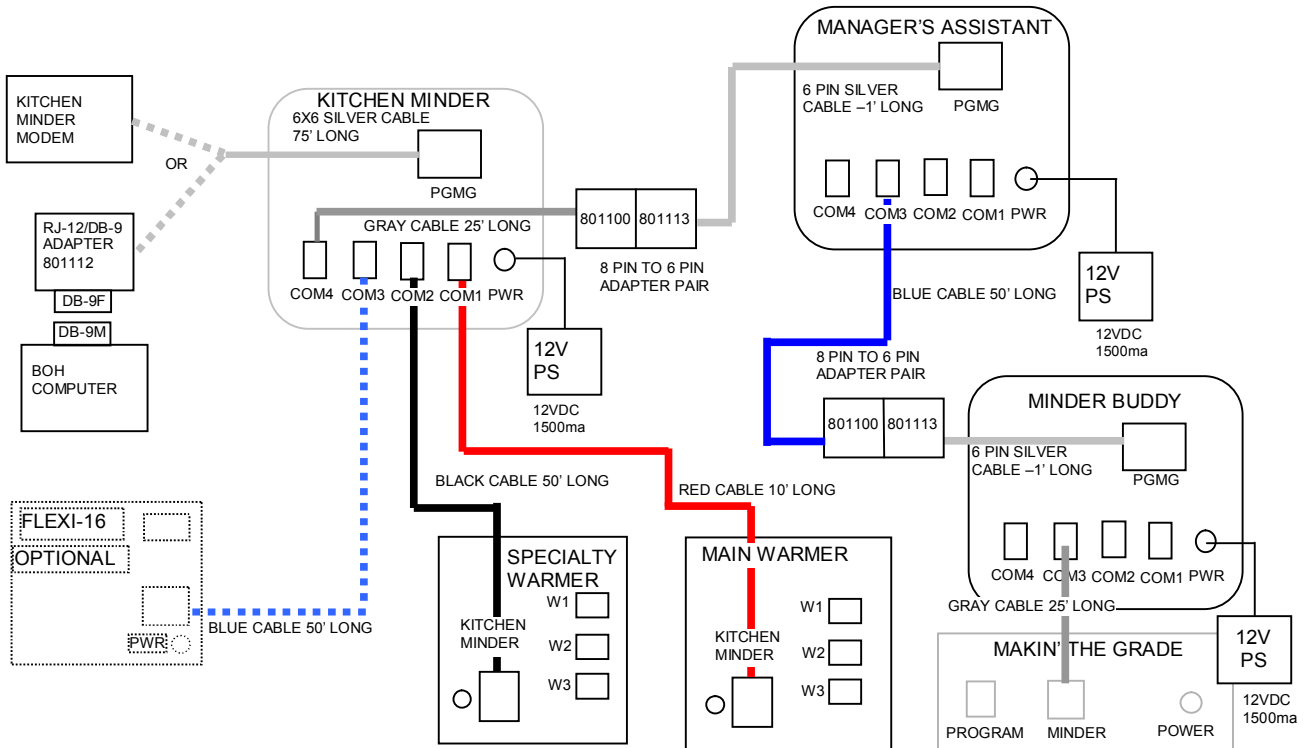 KITCHEN
MINDER
MODEM
OR
RJ-12/DB-9
ADAPTER
801112
DB-9F
DB-9M
BOH
COMPUTER
FLEXI-16
OPTIONAL
PWR
BLUE CABLE 50' LONG
KITCHEN MINDER
6X6 SILVER CABLE
75' LONG
PGMG
GRAY CABLE 25' LONG
COM4
COM3
COM2
COM1
PWR
12V
PS
12VDC
1500ma
801100
801113
8 PIN TO 6 PIN
ADAPTER PAIR
MANAGER'S ASSISTANT
6 PIN SILVER
CABLE –1' LONG
PGMG
COM4
COM3
COM2
COM1
PWR
12V
PS
12VDC
1500ma
BLUE CABLE 50' LONG
8 PIN TO 6 PIN
ADAPTER PAIR
801100
801113
MINDER BUDDY
6 PIN SILVER
CABLE –1' LONG
PGMG
COM4
COM3
COM2
COM1
PWR
GRAY CABLE 25' LONG
12V
PS
12VDC
1500ma
MAKIN' THE GRADE
PROGRAM
MINDER
POWER
BLACK CABLE 50' LONG
RED CABLE 10' LONG
SPECIALTY
WARMER
W1
KITCHEN
MINDER
W2
W3
MAIN WARMER
W1
KITCHEN
MINDER
W2
W3